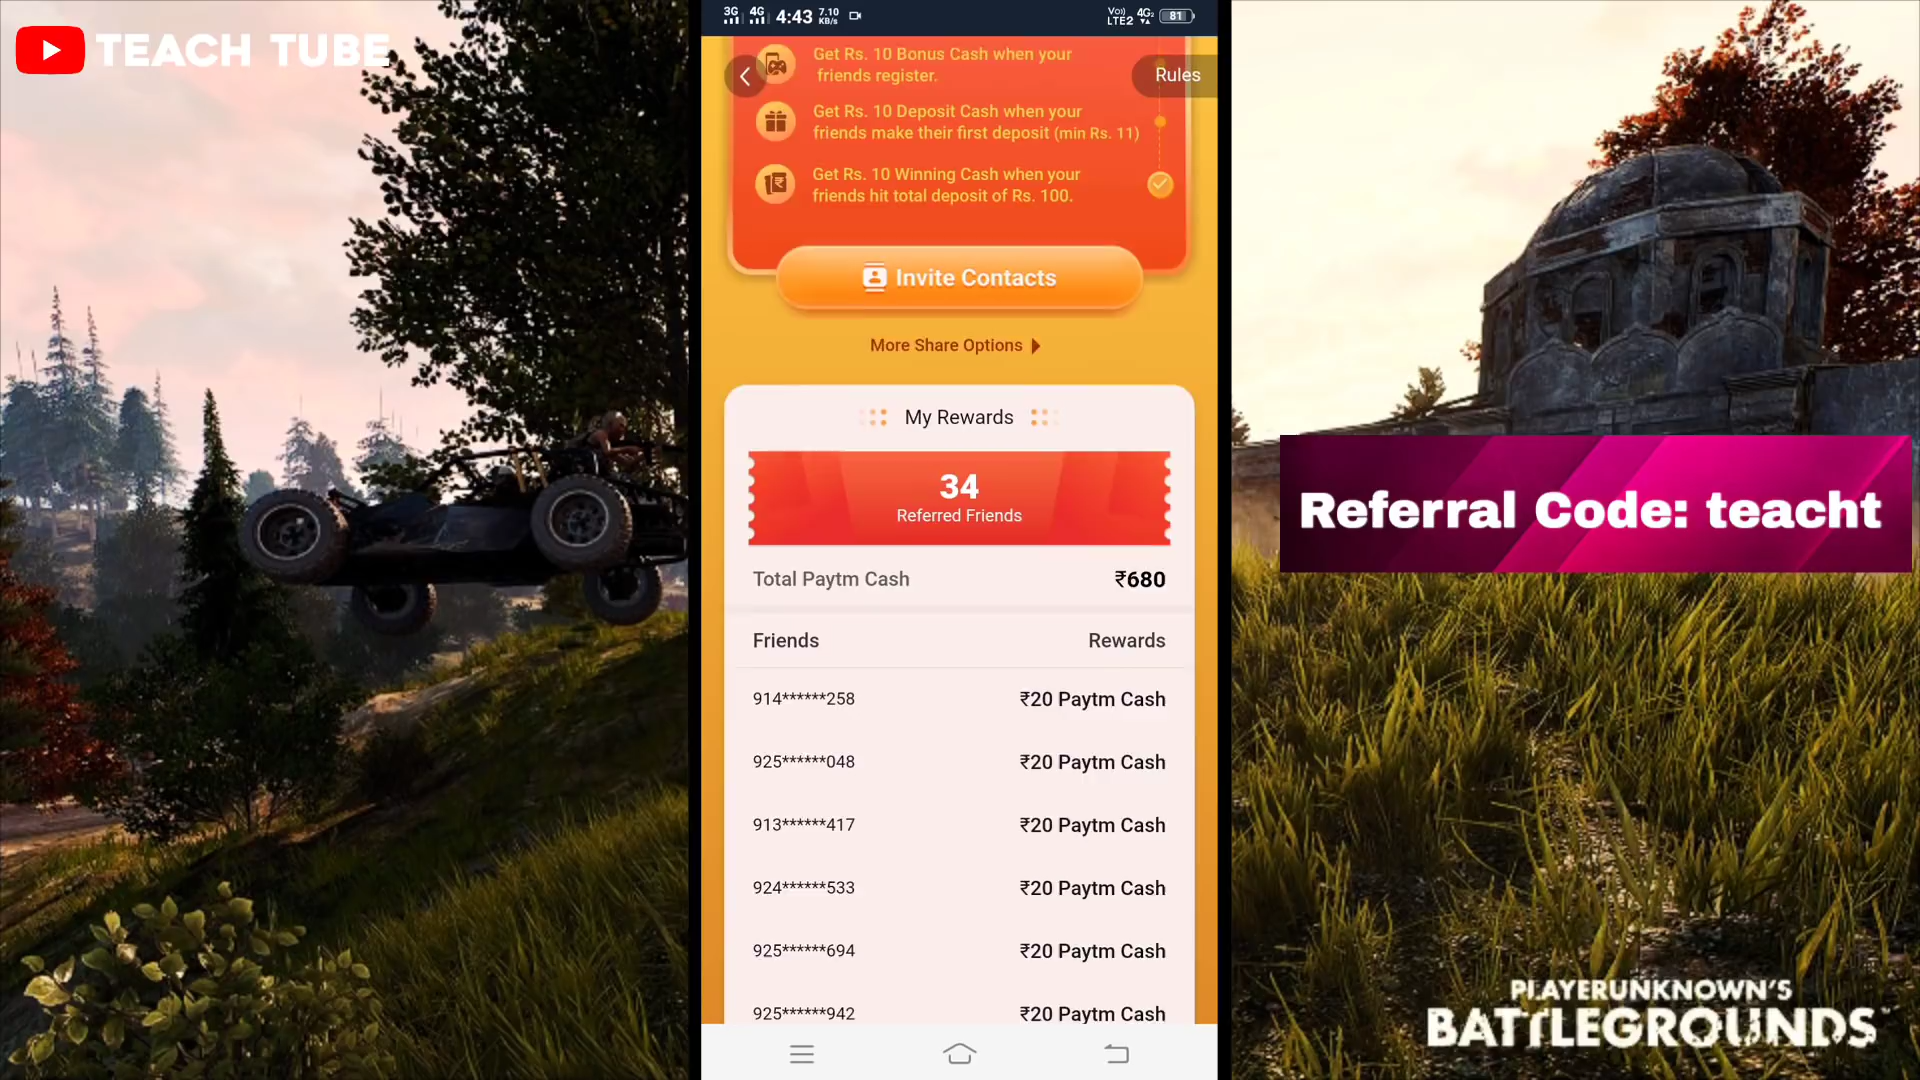 TEACH TUBE
3G 4G 4:43 7.10 KB/s
Vo) LTE2 4G2 81
Get Rs. 10 Bonus Cash when your
friends register.
Rules
Get Rs. 10 Deposit Cash when your
friends make their first deposit (min Rs. 11)
Get Rs. 10 Winning Cash when your
friends hit total deposit of Rs. 100.
Invite Contacts
More Share Options
My Rewards
34
Referred Friends
Total Paytm Cash ₹680
Friends Rewards
914******258 ₹20 Paytm Cash
925******048 ₹20 Paytm Cash
913******417 ₹20 Paytm Cash
924******533 ₹20 Paytm Cash
925******694 ₹20 Paytm Cash
925******942 ₹20 Paytm Cash
Referral Code: teacht
PLAYERUNKNOWN'S
BATTLEGROUNDS